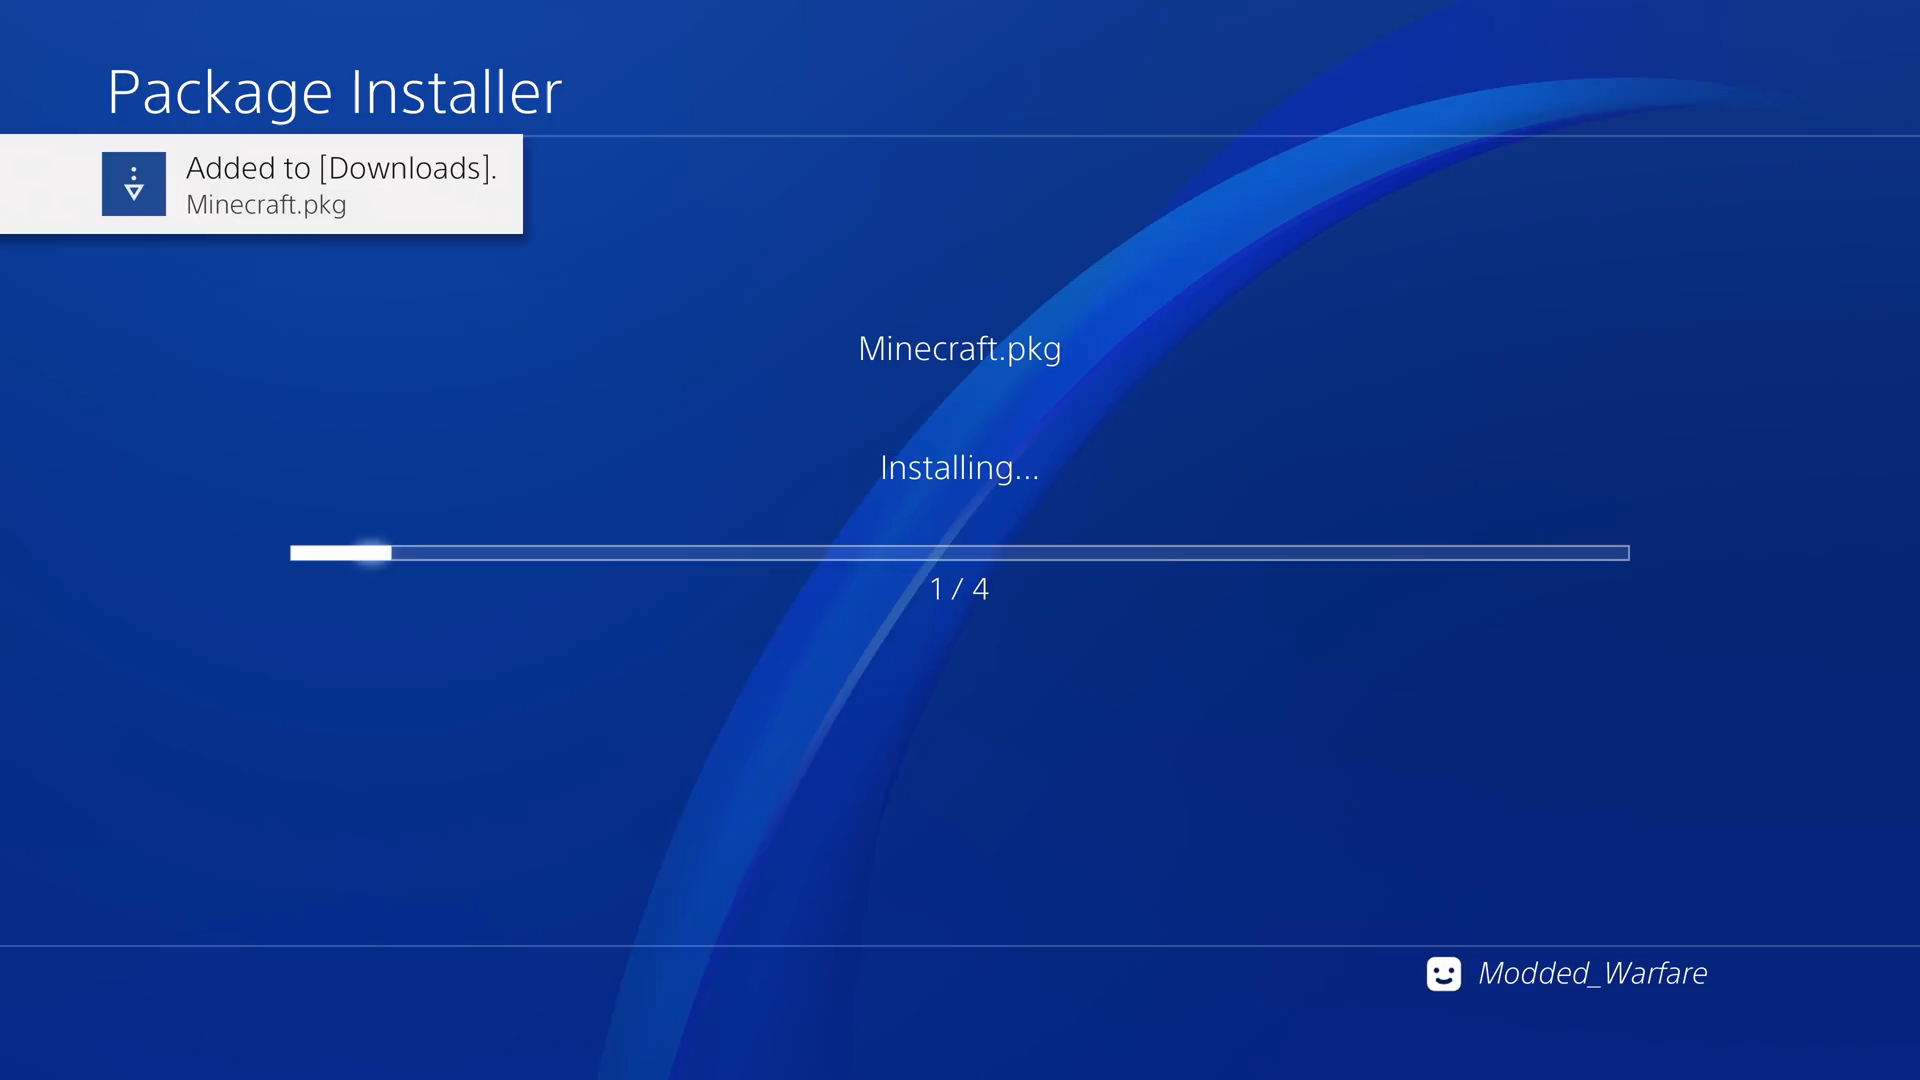 Package Installer
Added to [Downloads].
Minecraft.pkg
Minecraft.pkg
Installing...
1 / 4
Modded_Warfare